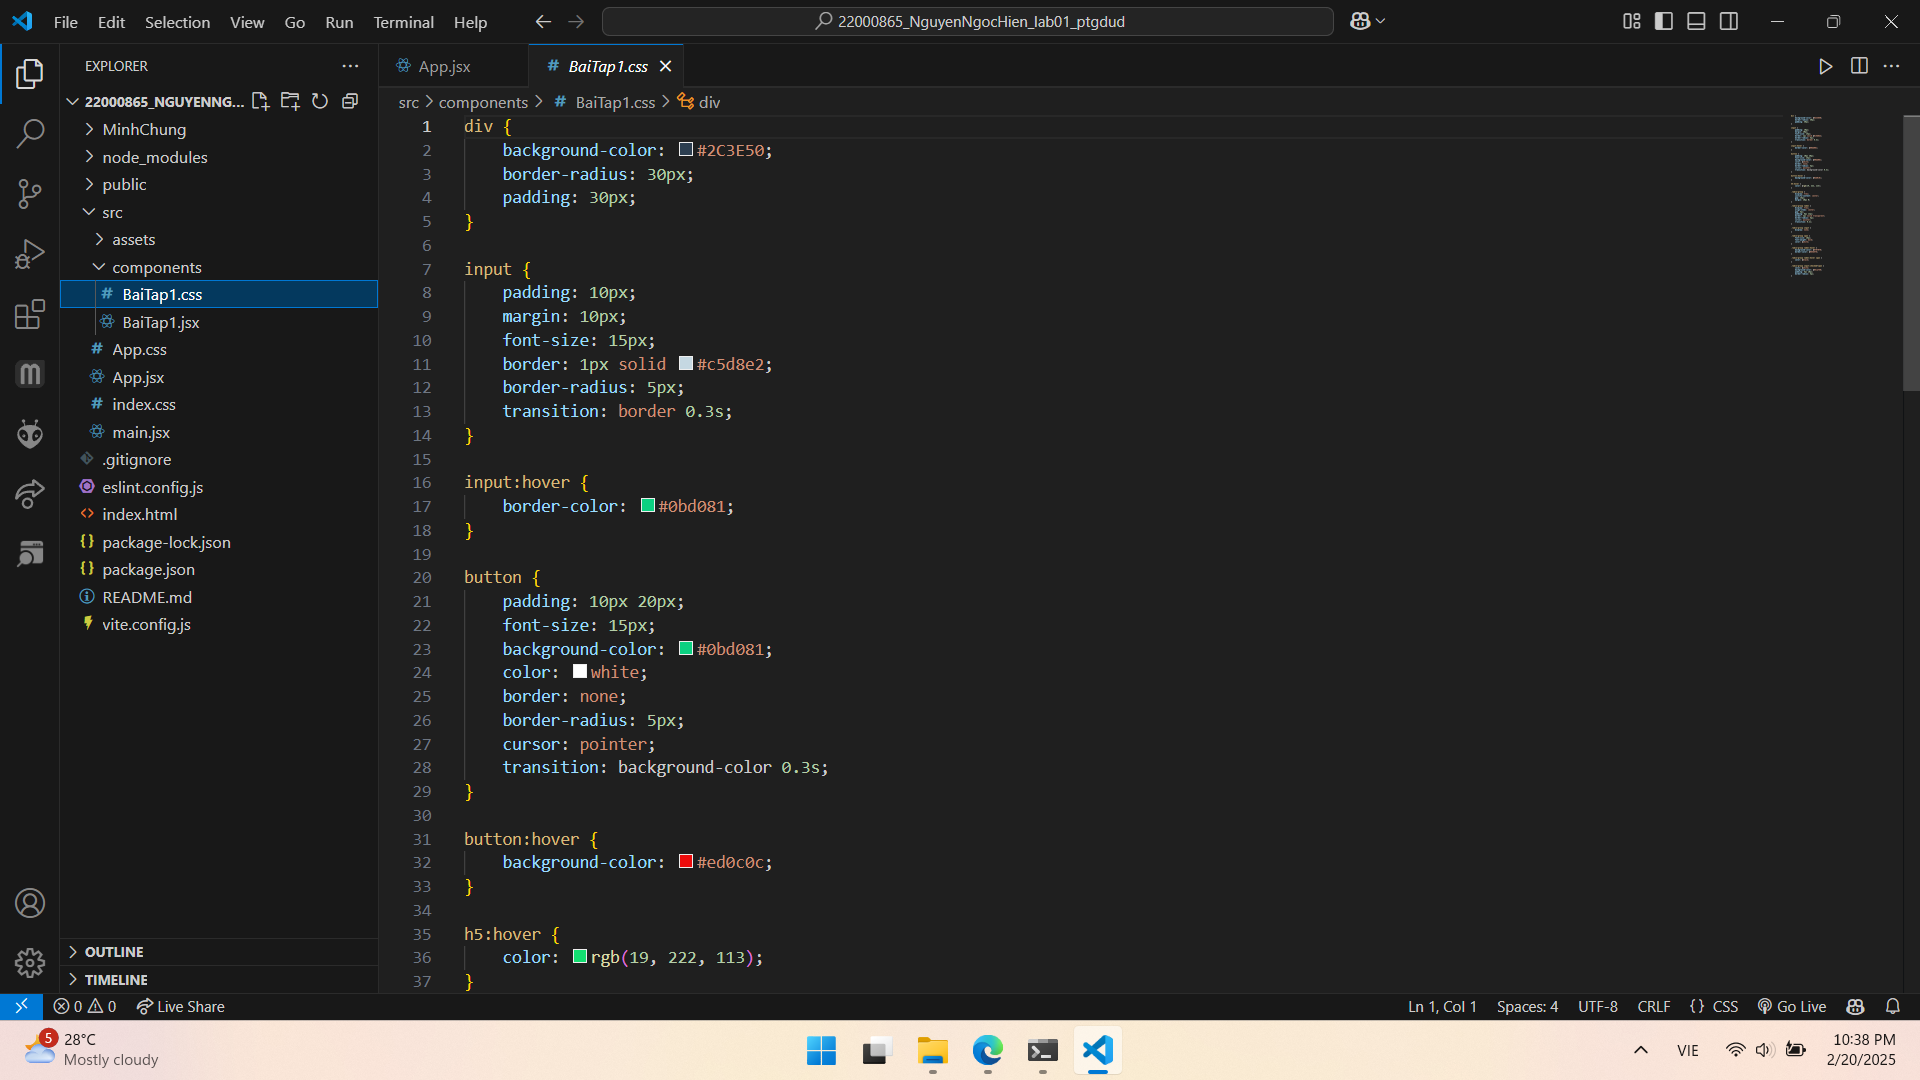 File Edit Selection View Go Run Terminal Help
22000865_NguyenNgocHien_lab01_ptgdud
EXPLORER
22000865_NGUYENNG...
MinhChung
node_modules
public
src
assets
components
BaiTap1.css
BaiTap1.jsx
App.css
App.jsx
index.css
main.jsx
.gitignore
eslint.config.js
index.html
package-lock.json
package.json
README.md
vite.config.js
OUTLINE
TIMELINE
App.jsx
BaiTap1.css
src > components > # BaiTap1.css > div
1 div {
2 background-color: #2C3E50;
3 border-radius: 30px;
4 padding: 30px;
5 }
6
7 input {
8 padding: 10px;
9 margin: 10px;
10 font-size: 15px;
11 border: 1px solid #c5d8e2;
12 border-radius: 5px;
13 transition: border 0.3s;
14 }
15
16 input:hover {
17 border-color: #0bd081;
18 }
19
20 button {
21 padding: 10px 20px;
22 font-size: 15px;
23 background-color: #0bd081;
24 color: white;
25 border: none;
26 border-radius: 5px;
27 cursor: pointer;
28 transition: background-color 0.3s;
29 }
30
31 button:hover {
32 background-color: #ed0c0c;
33 }
34
35 h5:hover {
36 color: rgb(19, 222, 113);
37 }
0 0 Live Share
Ln 1, Col 1 Spaces: 4 UTF-8 CRLF {} CSS Go Live
5
28°C
Mostly cloudy
VIE
10:38 PM
2/20/2025